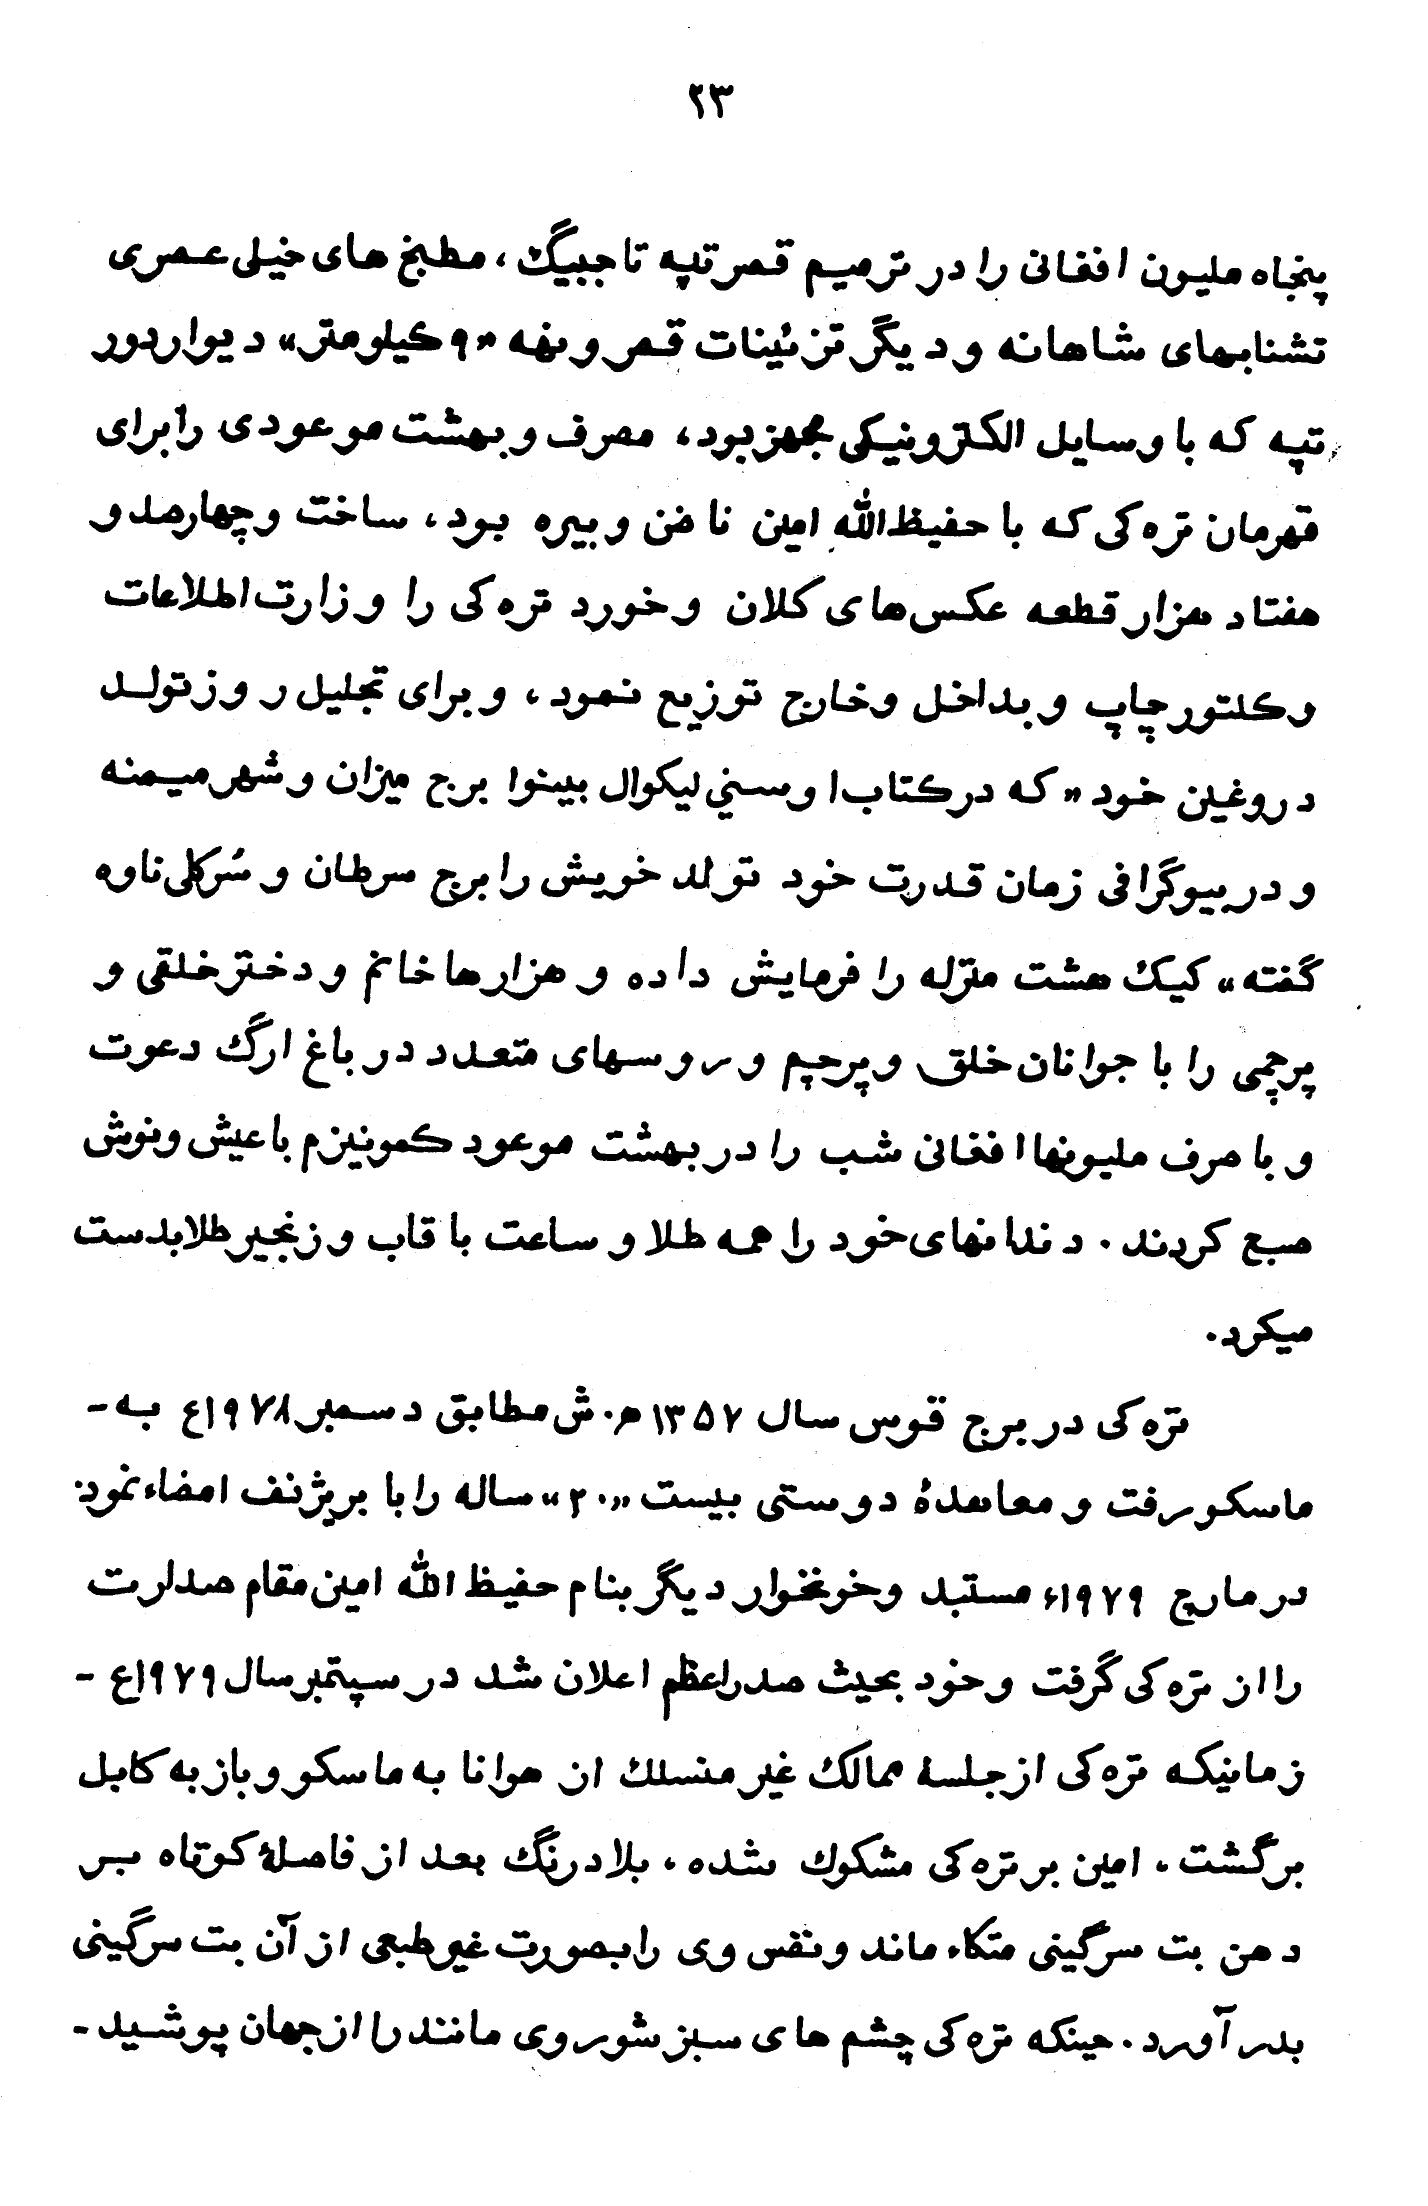 ۲۳
پنجاه ملیون افغانی را در ترمیم قصر تپه تاجبیگ، مطبخ های خیلی عصری
تشنابهای شاهانه و دیگر تزئینات قصر و نهه «۹ کیلومتر» دیوار دور
تپه که با وسایل الکترونیکی مجهز بود، مصرف و بهشت موعودی را برای
قهرمان تره کی که با حفیظ الله امین ناخن و بیره بود، ساخت و چهارصد و
هفتاد هزار قطعه عکس های کلان و خورد تره کی را وزارت اطلاعات
و کلتور چاپ و بداخل و خارج توزیع نمود، و برای تجلیل روز تولد
دروغین خود «که در کتاب اوسنی لیکوال بینوا برج میزان و شهر میمنه
و در بیوگرافی زمان قدرت خود تولد خویش را برج سرطان و سُرکلی ناوه
گفته» کیک هشت منزله را فرمایش داده و هزارها خانم و دختر خلقی و
پرچمی را با جوانان خلق و پرچم و روسهای متعدد در باغ ارگ دعوت
و با صرف ملیونها افغانی شب را در بهشت موعود کمونیزم با عیش و نوش
صبح کردند. دندانهای خود را همه طلا و ساعت با قاب و زنجیر طلا بدست
میکرد.
تره کی در برج قوس سال ۱۳۵۷ هـ.ش مطابق دسمبر ۱۹۷۸ع به -
ماسکو رفت و معاهدهٔ دوستی بیست «۲۰» ساله را با بریژنف امضاء نمود.
در مارچ ۱۹۷۹ء مستبد و خونخوار دیگر بنام حفیظ الله امین مقام صدارت
را از تره کی گرفت و خود بحیث صدراعظم اعلان شد در سپتمبر سال ۱۹۷۹ع -
زمانیکه تره کی از جلسهٔ ممالک غیر منسلک از هوانا به ماسکو و باز به کابل
برگشت، امین بر تره کی مشکوک شده، بلادرنگ بعد از فاصلهٔ کوتاه بر
دهن بت سرگینی متکاء ماند و نفس وی را بصورت غیر طبعی از آن بت سرگینی
بدر آورد. حینکه تره کی چشم های سبز شوروی مانند را از جهان پوشید -